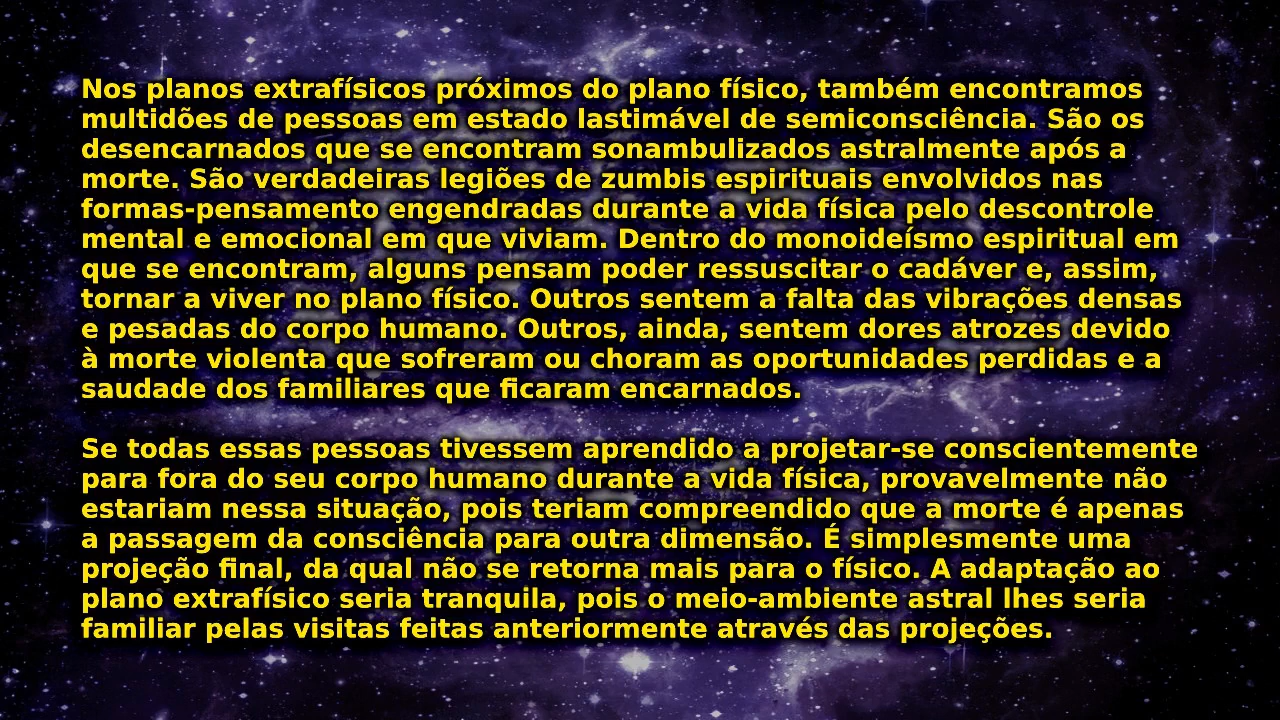 Nos planos extrafísicos próximos do plano físico, também encontramos
multidões de pessoas em estado lastimável de semiconsciência. São os
desencarnados que se encontram sonambulizados astralmente após a
morte. São verdadeiras legiões de zumbis espirituais envolvidos nas
formas-pensamento engendradas durante a vida física pelo descontrole
mental e emocional em que viviam. Dentro do monoideísmo espiritual em
que se encontram, alguns pensam poder ressuscitar o cadáver e, assim,
tornar a viver no plano físico. Outros sentem a falta das vibrações densas
e pesadas do corpo humano. Outros, ainda, sentem dores atrozes devido
à morte violenta que sofreram ou choram as oportunidades perdidas e a
saudade dos familiares que ficaram encarnados.

Se todas essas pessoas tivessem aprendido a projetar-se conscientemente
para fora do seu corpo humano durante a vida física, provavelmente não
estariam nessa situação, pois teriam compreendido que a morte é apenas
a passagem da consciência para outra dimensão. É simplesmente uma
projeção final, da qual não se retorna mais para o físico. A adaptação ao
plano extrafísico seria tranquila, pois o meio-ambiente astral lhes seria
familiar pelas visitas feitas anteriormente através das projeções.